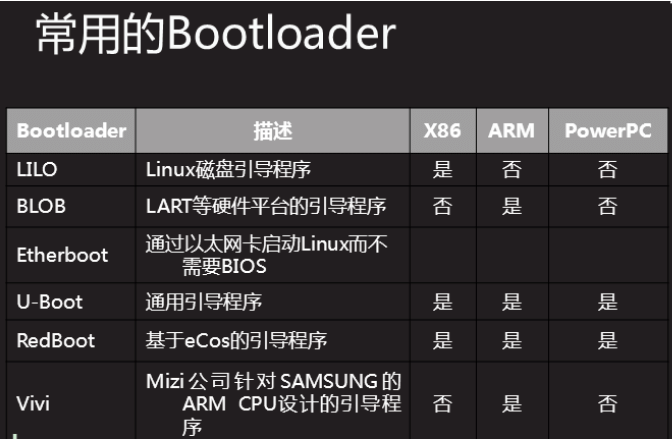 常用的Bootloader
Bootloader 描述 X86 ARM PowerPC
LILO Linux磁盘引导程序 是 否 否
BLOB LART等硬件平台的引导程序 否 是 否
Etherboot 通过以太网卡启动Linux而不
需要BIOS
U-Boot 通用引导程序 是 是 是
RedBoot 基于eCos的引导程序 是 是 是
Vivi Mizi公司针对SAMSUNG的
ARM CPU设计的引导程
序 否 是 否